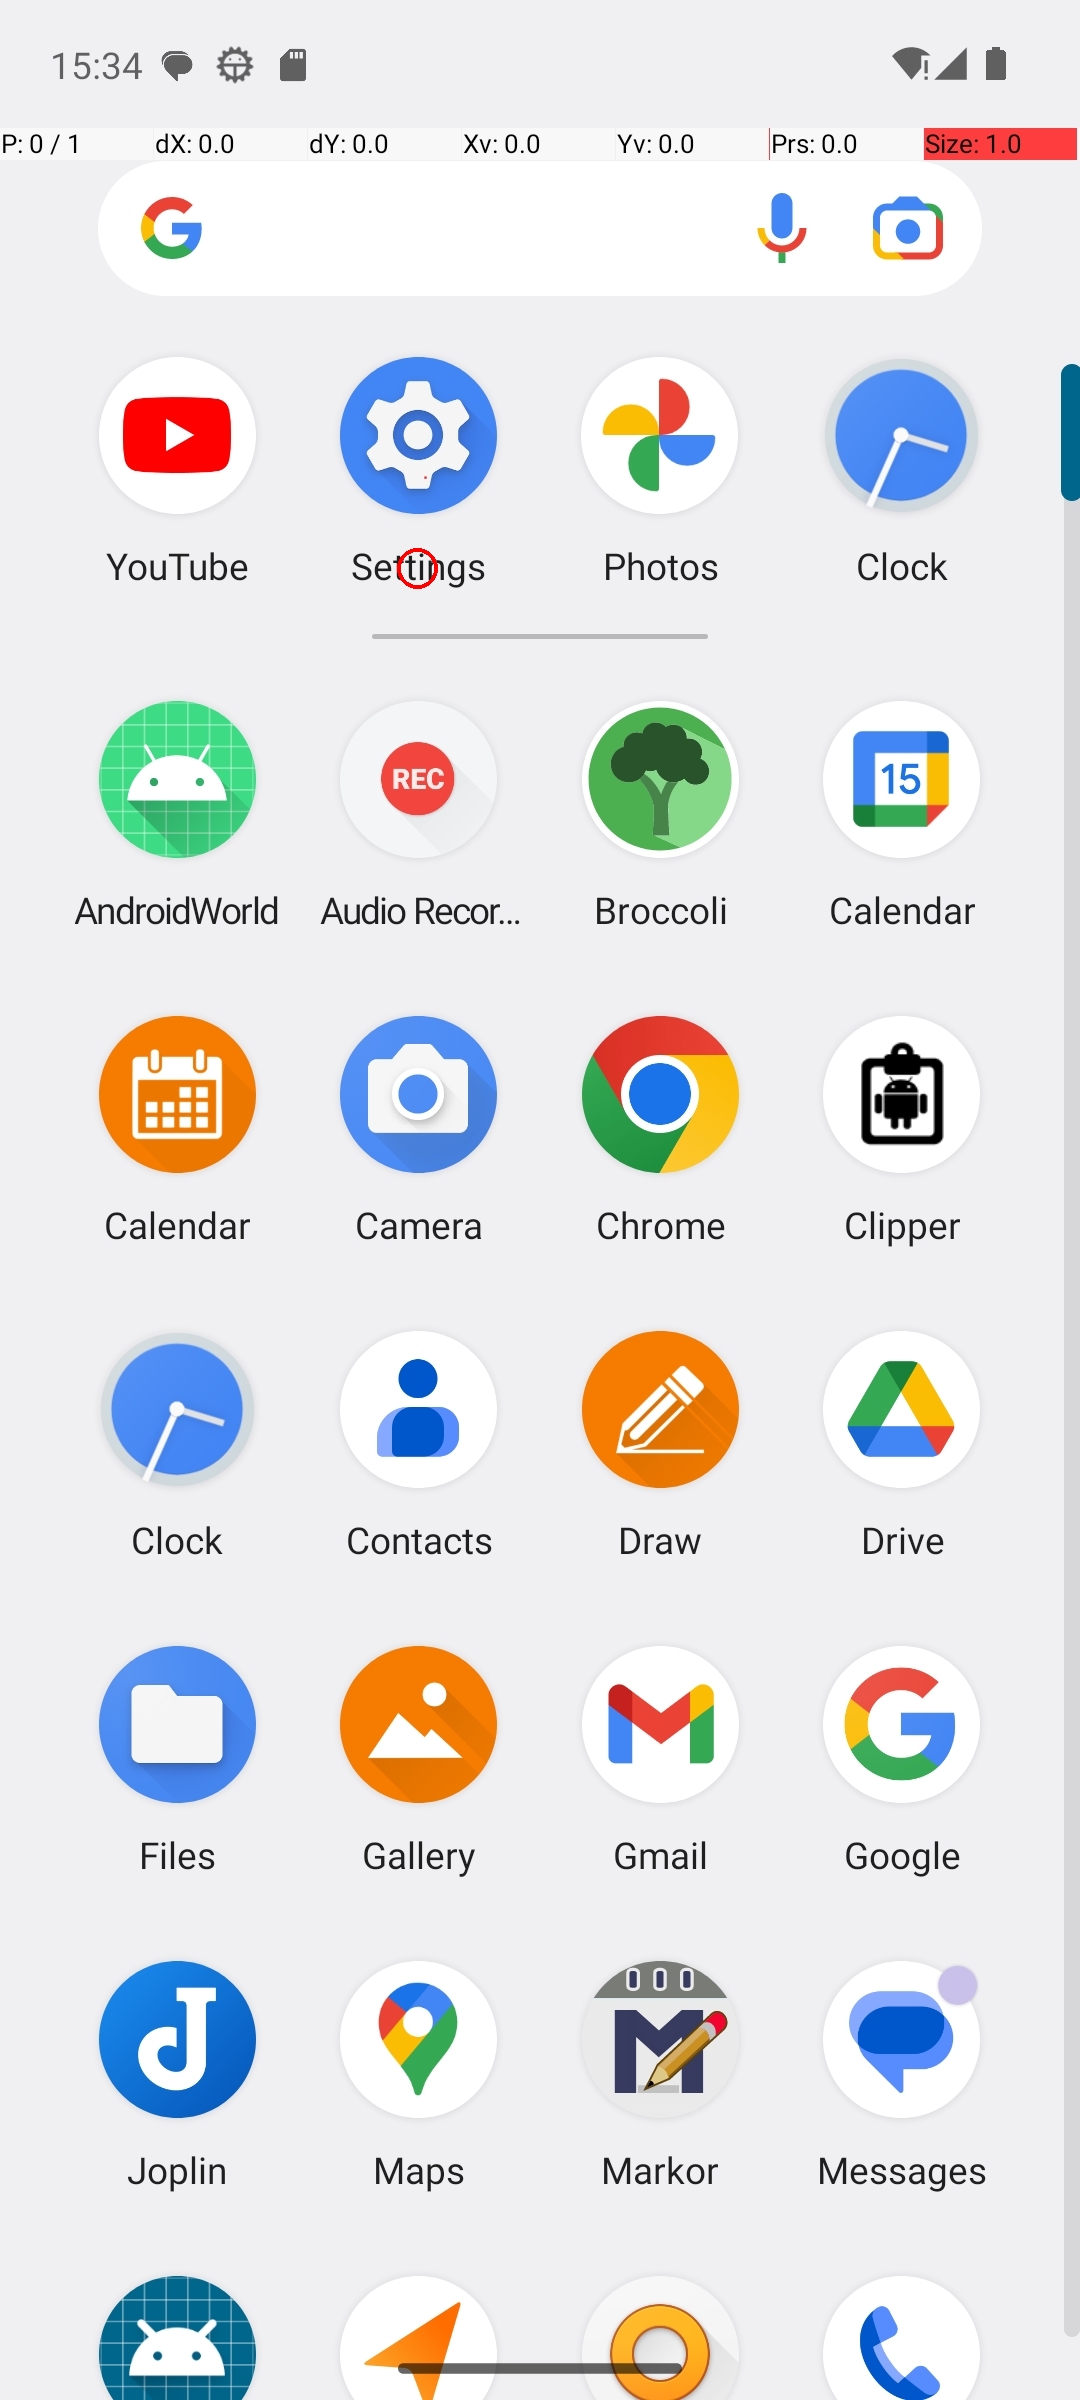 15:34
P: 0 / 1 dX: 0.0 dY: 0.0 Xv: 0.0 Yv: 0.0 Prs: 0.0 Size: 1.0
YouTube Settings Photos Clock
REC
15
AndroidWorld Audio Recor... Broccoli Calendar
Calendar Camera Chrome Clipper
Clock Contacts Draw Drive
Files Gallery Gmail Google
Joplin Maps Markor Messages